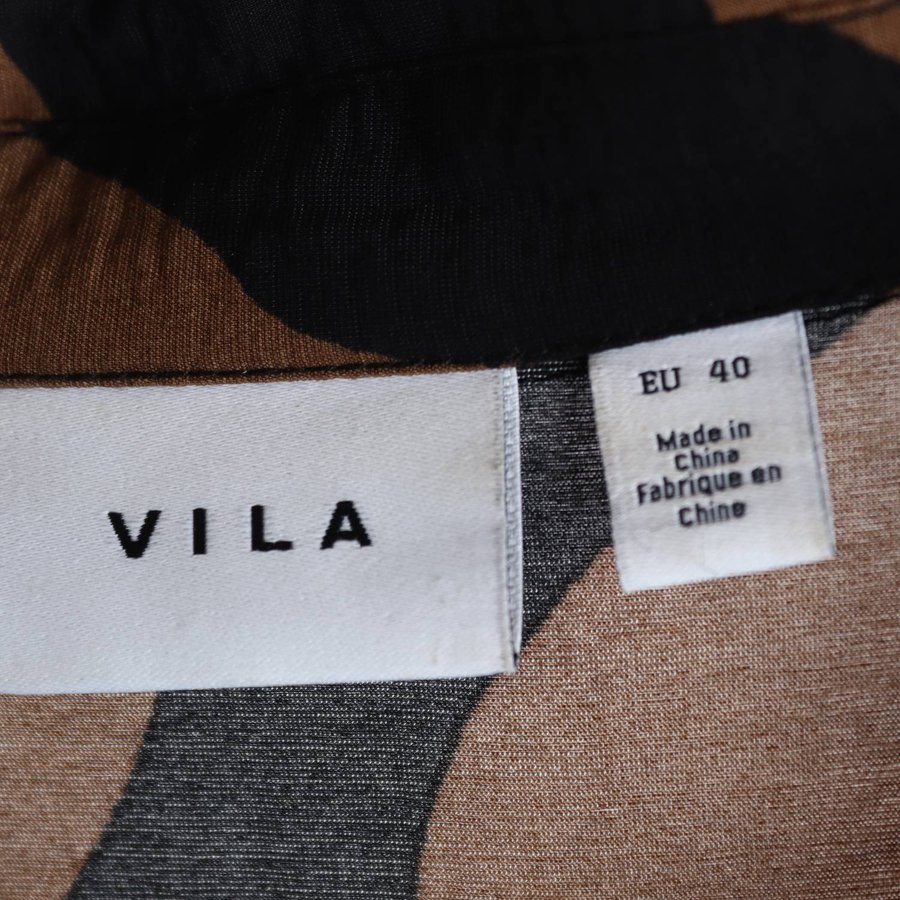 VILA
EU 40
Made in
China
Fabrique en
Chine